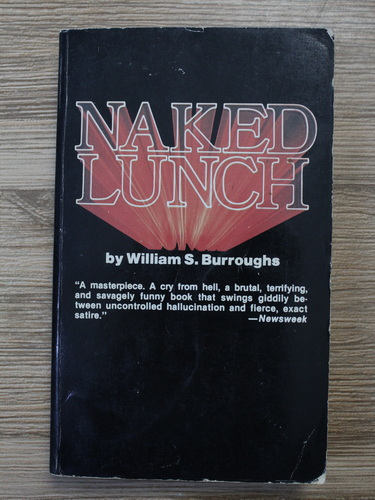 NAKED
LUNCH
by William S. Burroughs
"A masterpiece. A cry from hell, a brutal, terrifying,
and savagely funny book that swings giddily be-
tween uncontrolled hallucination and fierce, exact
satire."
—Newsweek